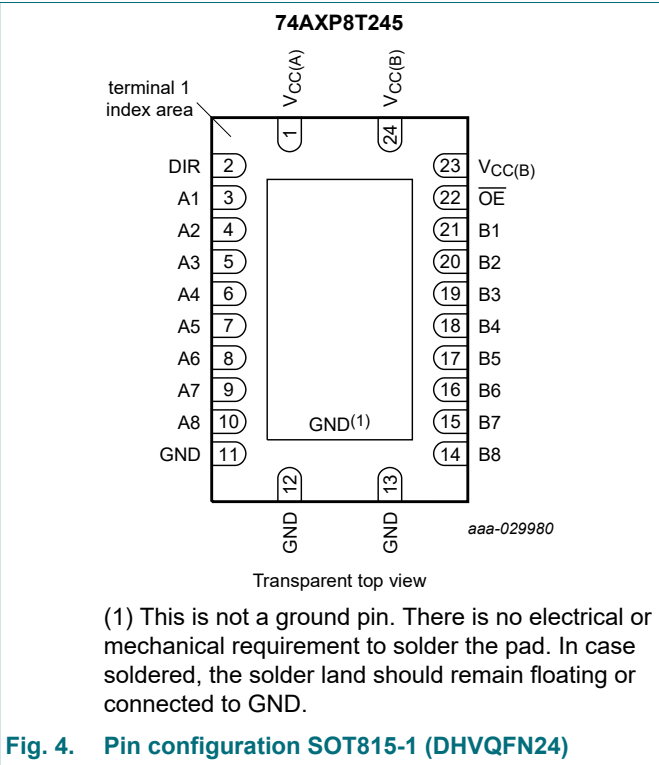 74AXP8T245
terminal 1
index area
VCC(A)
VCC(B)
1
24
DIR 2
23 VCC(B)
A1 3
22 OE
A2 4
21 B1
A3 5
20 B2
A4 6
19 B3
A5 7
18 B4
A6 8
17 B5
A7 9
16 B6
A8 10
15 B7
GND(1)
GND 11
14 B8
12
13
GND
GND
aaa-029980
Transparent top view
(1) This is not a ground pin. There is no electrical or
mechanical requirement to solder the pad. In case
soldered, the solder land should remain floating or
connected to GND.
Fig. 4. Pin configuration SOT815-1 (DHVQFN24)